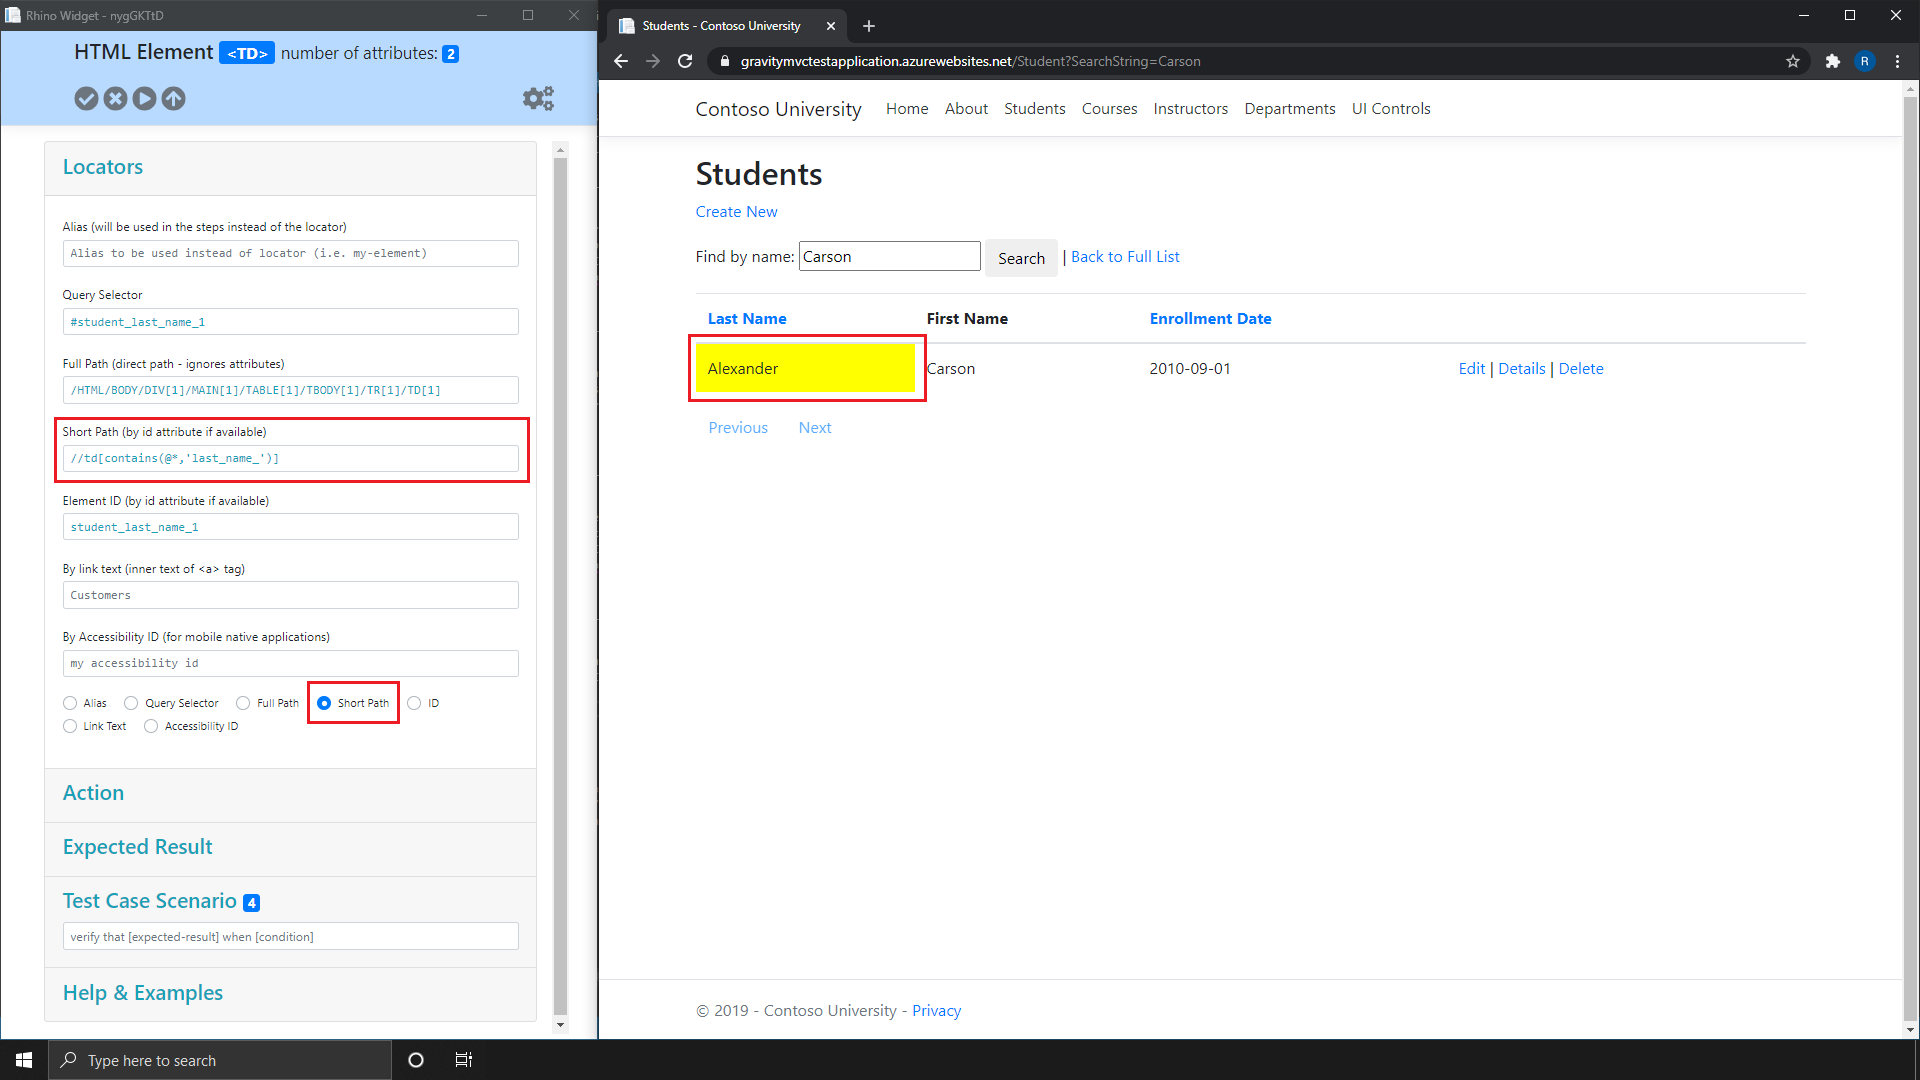 Rhino Widget - nygGKTtD
HTML Element <TD> number of attributes: 2
Locators
Alias (will be used in the steps instead of the locator)
Alias to be used instead of locator (i.e. my-element)
Query Selector
#student_last_name_1
Full Path (direct path - ignores attributes)
/HTML/BODY/DIV[1]/MAIN[1]/TABLE[1]/TBODY[1]/TR[1]/TD[1]
Short Path (by id attribute if available)
//td[contains(@*,'last_name_')]
Element ID (by id attribute if available)
student_last_name_1
By link text (inner text of <a> tag)
Customers
By Accessibility ID (for mobile native applications)
my accessibility id
Alias Query Selector Full Path Short Path ID
Link Text Accessibility ID
Action
Expected Result
Test Case Scenario 4
verify that [expected-result] when [condition]
Help & Examples
Students - Contoso University
gravitymvctestapplication.azurewebsites.net/Student?SearchString=Carson
R
Contoso University Home About Students Courses Instructors Departments UI Controls
Students
Create New
Find by name: Carson Search | Back to Full List
Last Name First Name Enrollment Date
Alexander Carson 2010-09-01 Edit | Details | Delete
Previous Next
© 2019 - Contoso University - Privacy
Type here to search